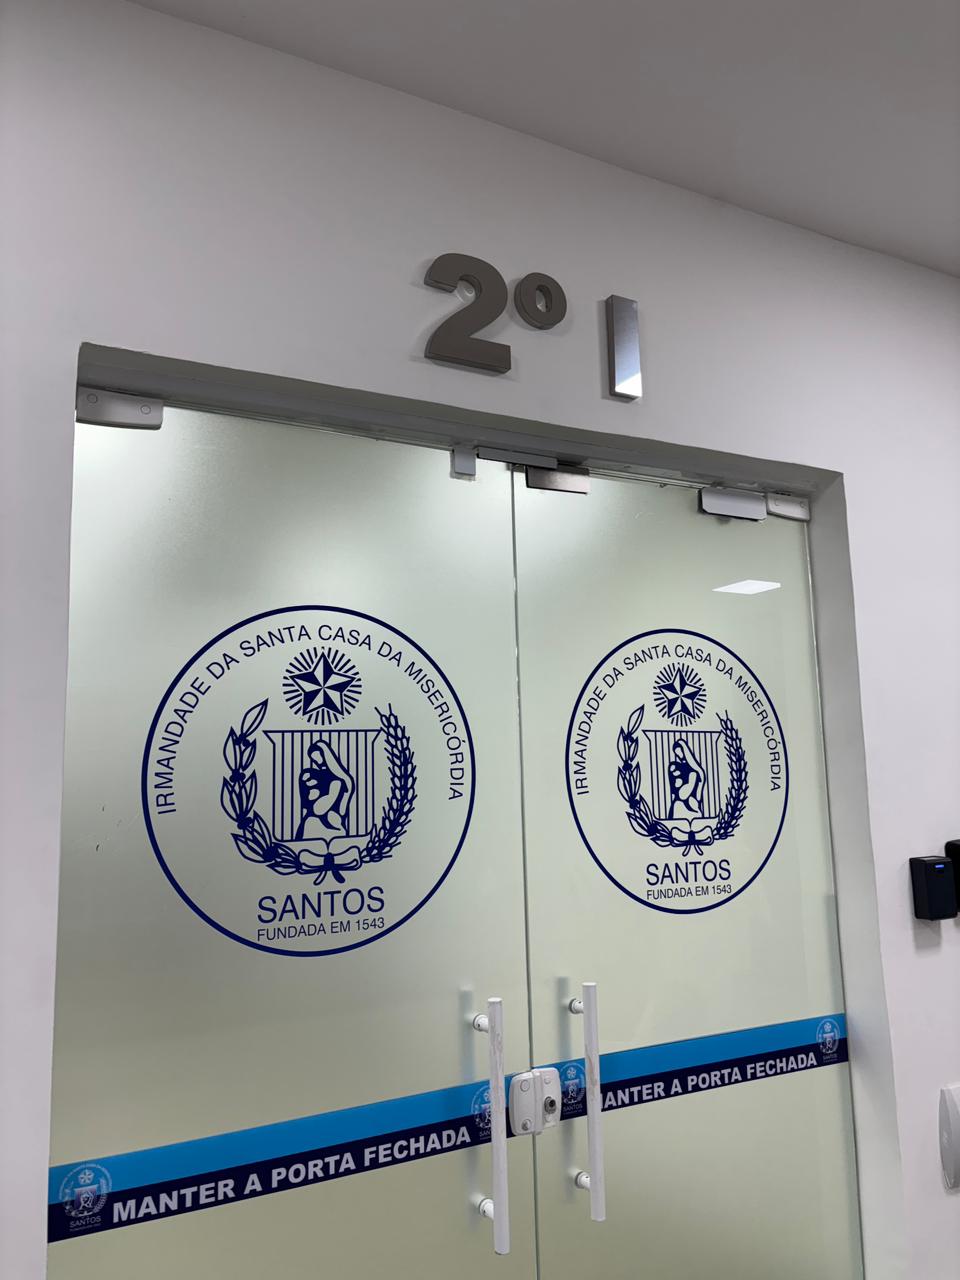 2º I
IRMANDADE DA SANTA CASA DA MISERICÓRDIA
SANTOS
FUNDADA EM 1543
IRMANDADE DA SANTA CASA DA MISERICÓRDIA
SANTOS
FUNDADA EM 1543
MANTER A PORTA FECHADA
MANTER A PORTA FECHADA
SANTOS